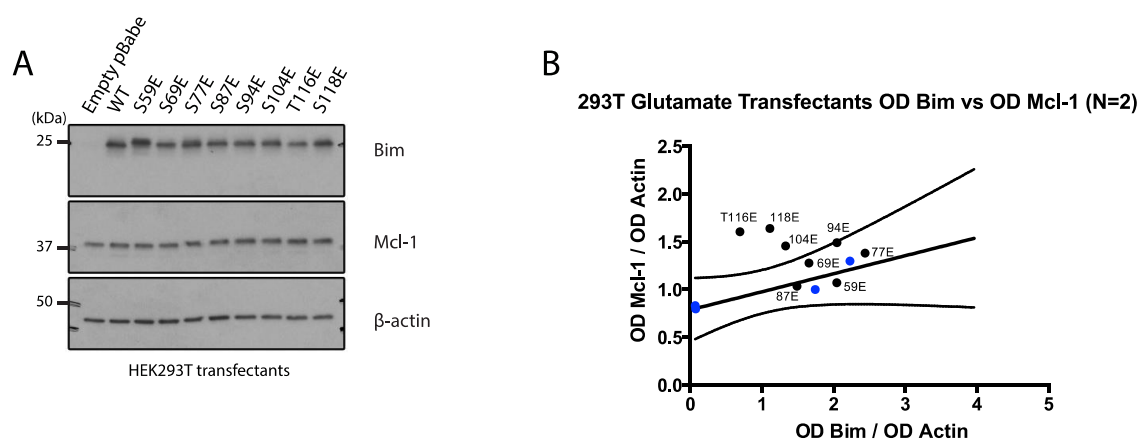 A
Empty pBabe
WT
S59E
S69E
S77E
S87E
S94E
S104E
T116E
S118E
(kDa)
25
Bim
37
Mcl-1
50
β-actin
HEK293T transfectants
B
293T Glutamate Transfectants OD Bim vs OD Mcl-1 (N=2)
OD Mcl-1 / OD Actin
2.5
2.0
1.5
1.0
0.5
0.0
T116E
118E
104E
94E
77E
69E
87E
59E
0 1 2 3 4 5
OD Bim / OD Actin